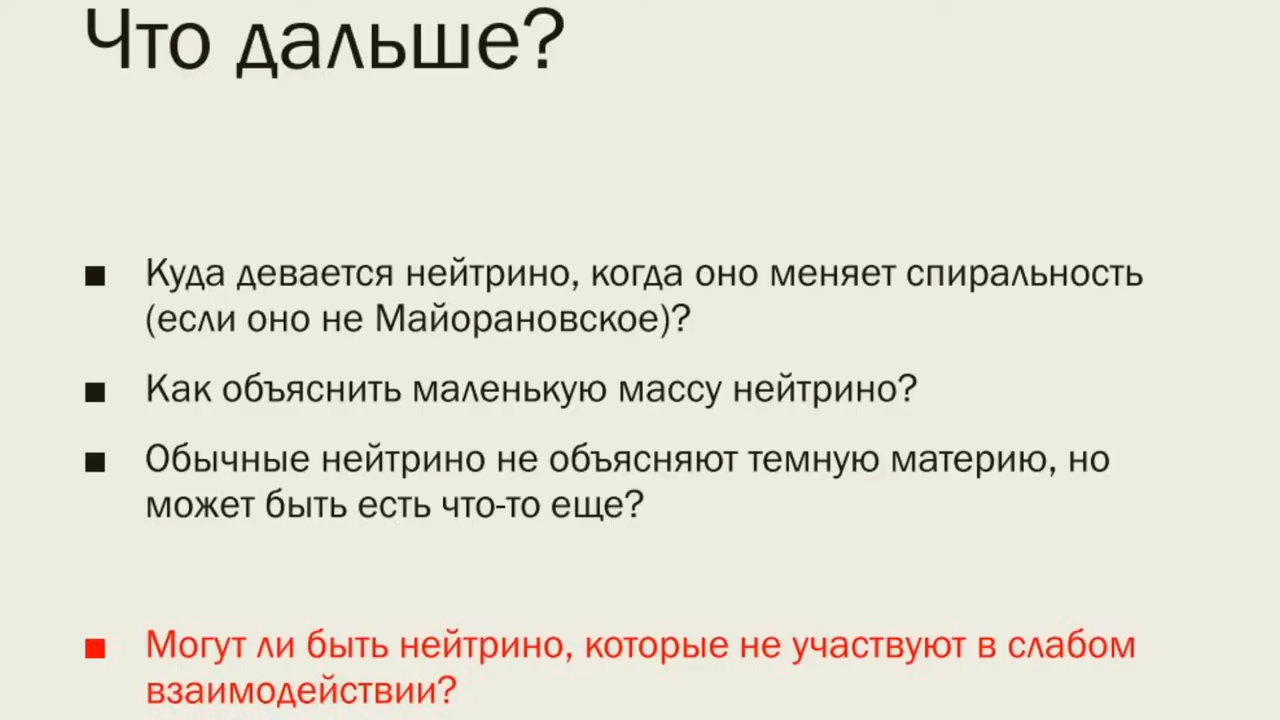 Что дальше?
■ Куда девается нейтрино, когда оно меняет спиральность
(если оно не Майорановское)?
■ Как объяснить маленькую массу нейтрино?
■ Обычные нейтрино не объясняют темную материю, но
может быть есть что-то еще?
■ Могут ли быть нейтрино, которые не участвуют в слабом
взаимодействии?